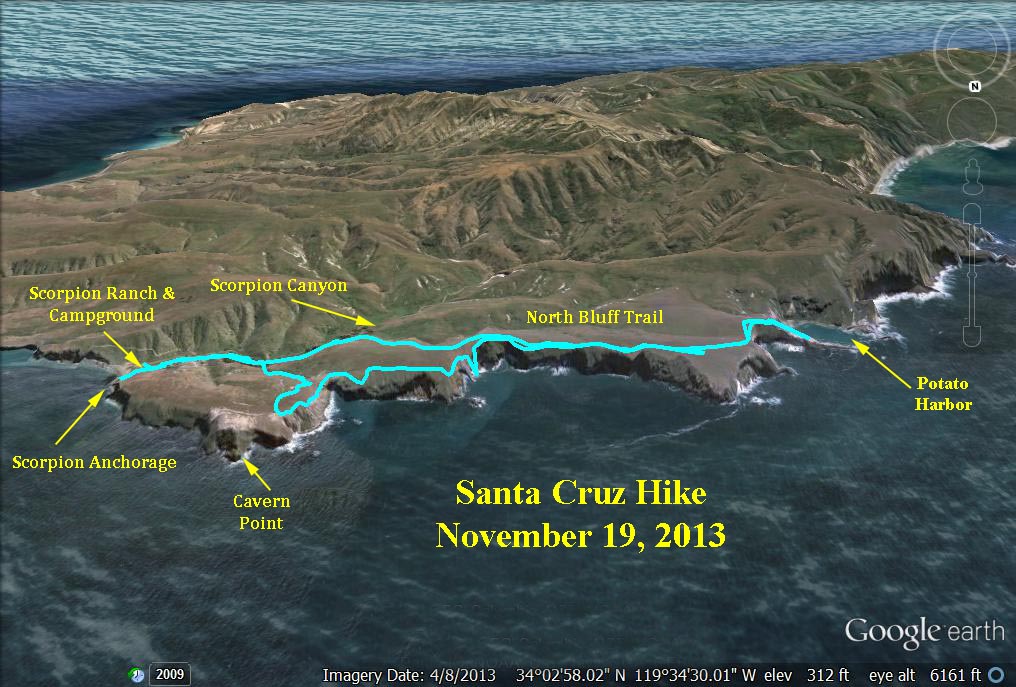 N
Scorpion Ranch &
Campground
Scorpion Canyon
North Bluff Trail
Potato
Harbor
Scorpion Anchorage
Cavern
Point
Santa Cruz Hike
November 19, 2013
Google earth
2009
Imagery Date: 4/8/2013 34°02'58.02" N 119°34'30.01" W elev 312 ft eye alt 6161 ft